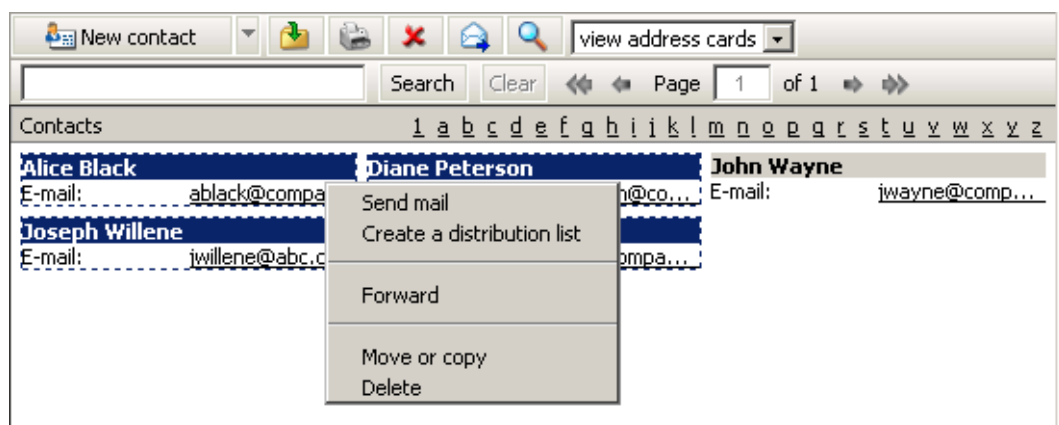 New contact view address cards
Search Clear Page 1 of 1
Contacts 1 a b c d e f g h i j k l m n o p q r s t u v w x y z
Alice Black Diane Peterson John Wayne
E-mail: ablack@compa n@co... E-mail: jwayne@comp...
Send mail
Joseph Willene Create a distribution list
E-mail: jwillene@abc.c ompa...
Forward
Move or copy
Delete